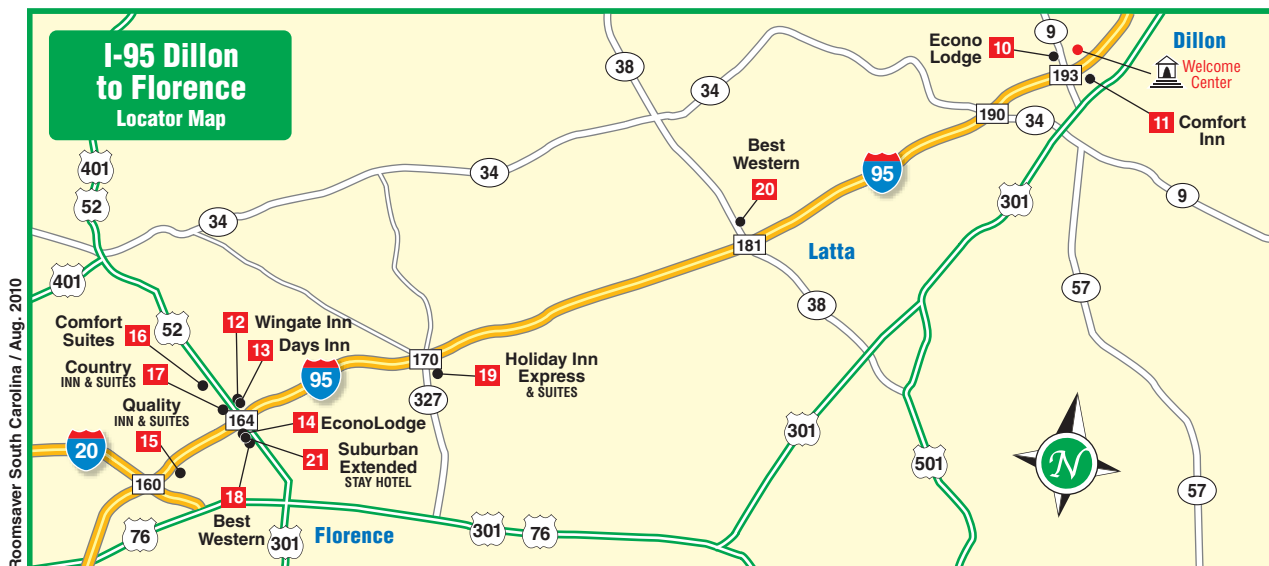 I-95 Dillon
to Florence
Locator Map
Roomsaver South Carolina / Aug. 2010
9
Dillon
Econo
Lodge
10
Welcome
Center
193
11
Comfort
Inn
38
34
190
34
401
52
34
34
Best
Western
20
95
301
9
181
Latta
401
38
57
52
Comfort
Suites
16
12
Wingate Inn
13
Days Inn
Country
INN & SUITES
17
95
170
19
Holiday Inn
Express
& SUITES
327
Quality
INN & SUITES
15
164
14
EconoLodge
21
Suburban
Extended
STAY HOTEL
301
501
N
20
160
18
Best
Western
76
301
Florence
301
76
57